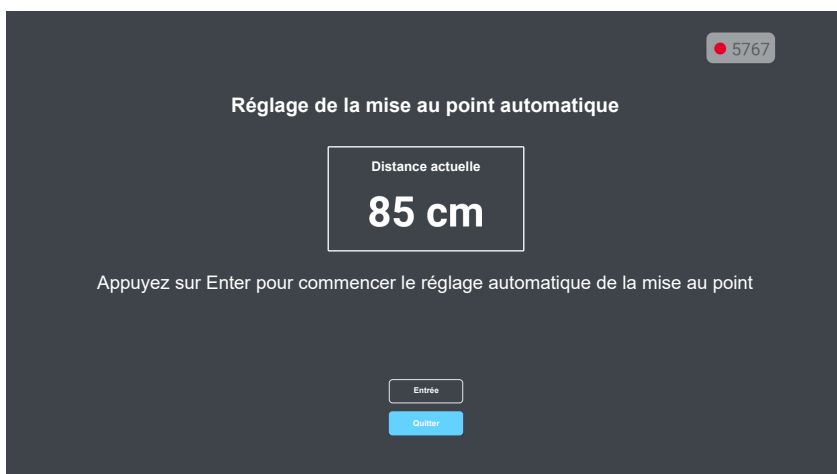 5767
Réglage de la mise au point automatique
Distance actuelle
85 cm
Appuyez sur Enter pour commencer le réglage automatique de la mise au point
Entrée
Quitter